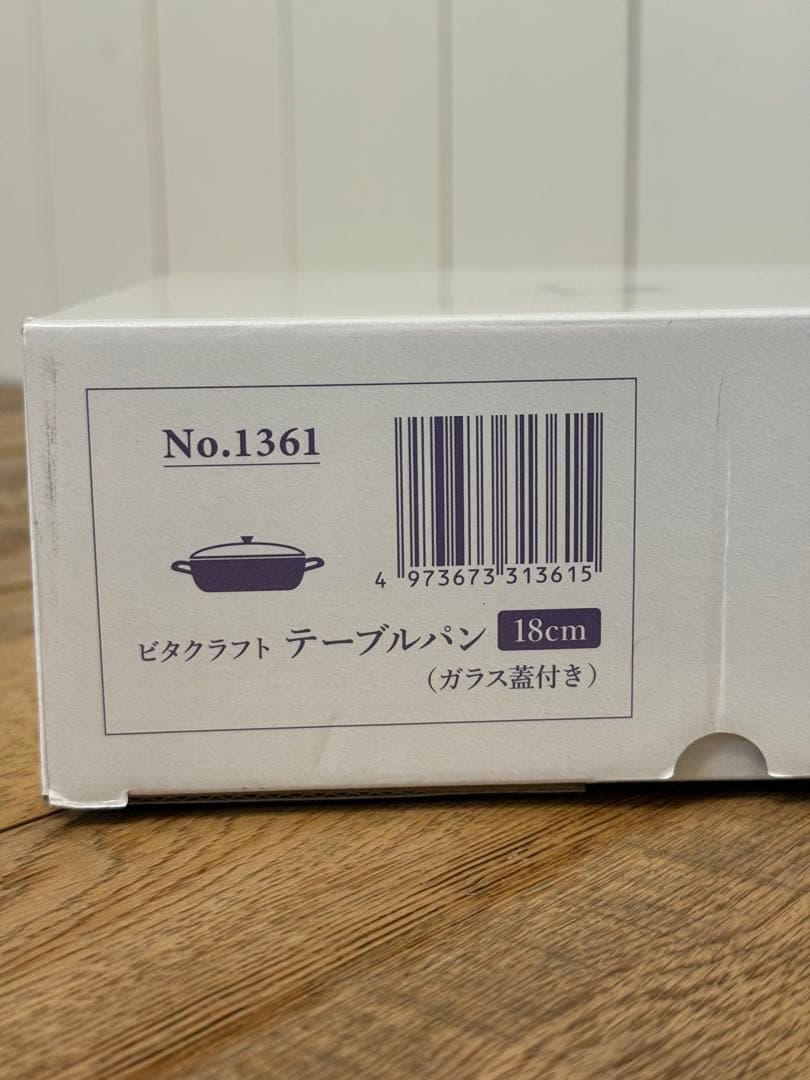 No.1361
4 973673 313615
ビタクラフト テーブルパン 18cm
（ガラス蓋付き）